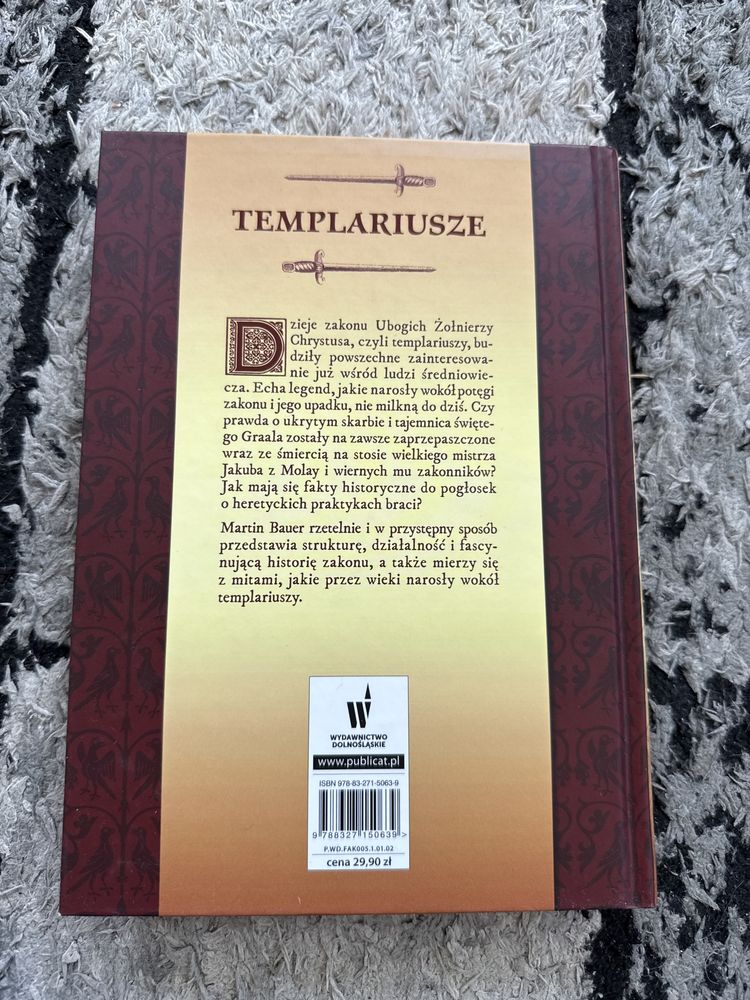 TEMPLARIUSZE
Dzieje zakonu Ubogich Żołnierzy
Chrystusa, czyli templariuszy, bu-
dziły powszechne zainteresowa-
nie już wśród ludzi średniowie-
cza. Echa legend, jakie narosły wokół potęgi
zakonu i jego upadku, nie milkną do dziś. Czy
prawda o ukrytym skarbie i tajemnica święte-
go Graala zostały na zawsze zaprzepaszczone
wraz ze śmiercią na stosie wielkiego mistrza
Jakuba z Molay i wiernych mu zakonników?
Jak mają się fakty historyczne do pogłosek
o heretyckich praktykach braci?
Martin Bauer rzetelnie i w przystępny sposób
przedstawia strukturę, działalność i fascy-
nującą historię zakonu, a także mierzy się
z mitami, jakie przez wieki narosły wokół
templariuszy.
WYDAWNICTWO
DOLNOŚLĄSKIE
www.publicat.pl
ISBN 978-83-271-5063-9
9 788327 150639 >
P.WD.FAK005.1.01.02
cena 29,90 zł